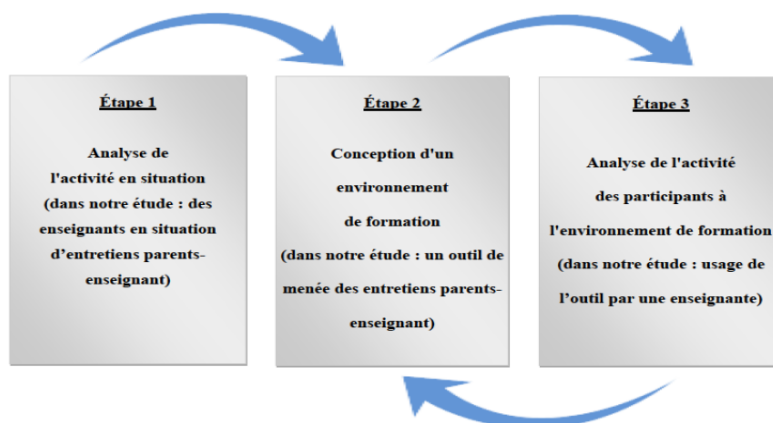 Étape 1
Analyse de
l'activité en situation
(dans notre étude : des
enseignants en situation
d’entretiens parents-
enseignant)
Étape 2
Conception d'un
environnement
de formation
(dans notre étude : un outil de
menée des entretiens parents-
enseignant)
Étape 3
Analyse de l'activité
des participants à
l'environnement de formation
(dans notre étude : usage de
l’outil par une enseignante)